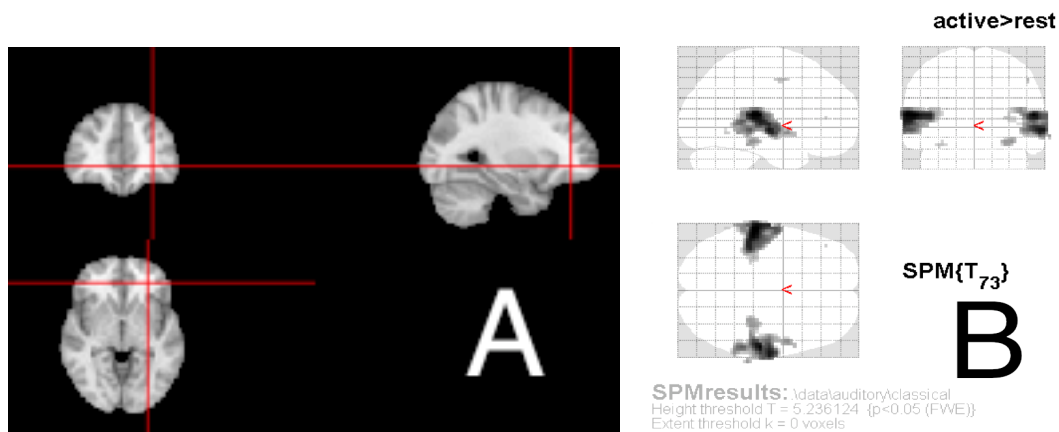 active>rest
A
SPM{T73}
B
SPMresults: .\data\auditory\classical
Height threshold T = 5.236124 {p<0.05 (FWE)}
Extent threshold k = 0 voxels